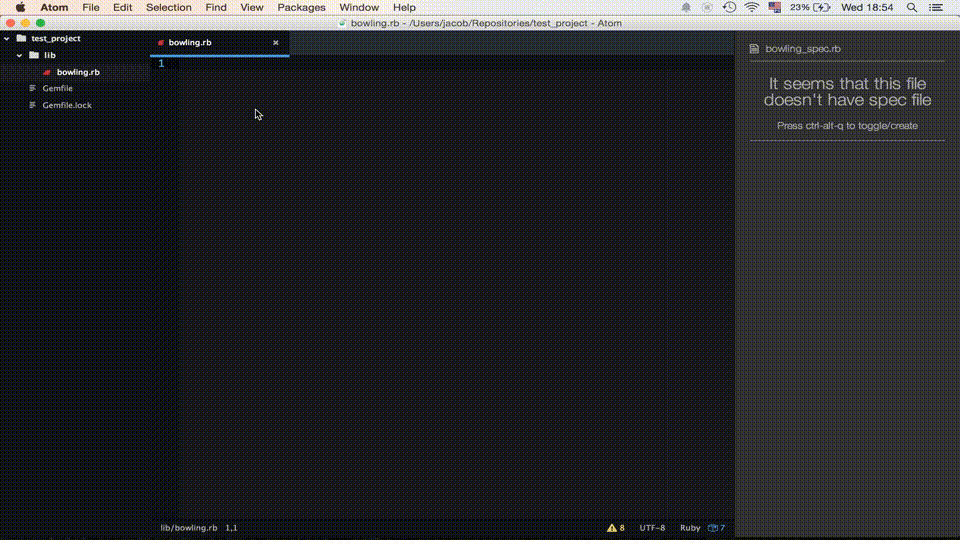 Atom File Edit Selection Find View Packages Window Help 23% Wed 18:54
bowling.rb - /Users/jacob/Repositories/test_project - Atom
test_project
lib
bowling.rb
Gemfile
Gemfile.lock
bowling.rb
1
bowling_spec.rb
It seems that this file
doesn't have spec file
Press ctrl-alt-q to toggle/create
lib/bowling.rb 1,1 8 UTF-8 Ruby 7